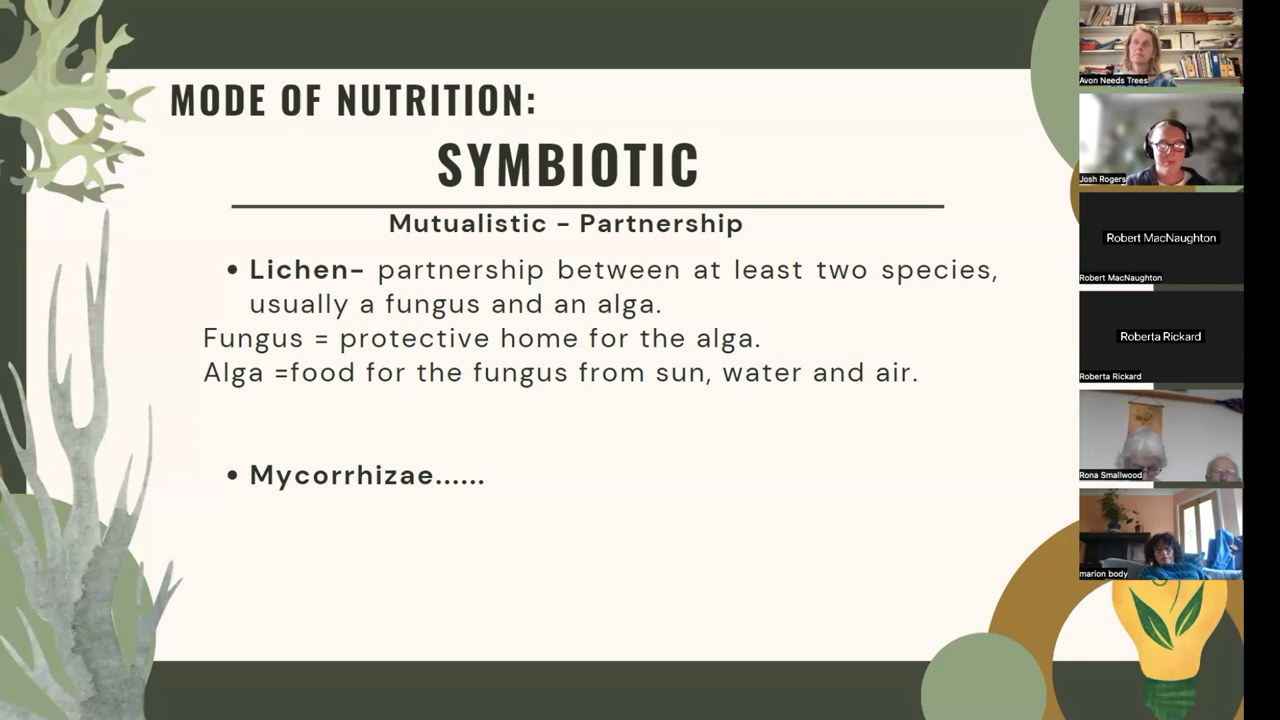 MODE OF NUTRITION:
SYMBIOTIC
Mutualistic - Partnership
• Lichen- partnership between at least two species,
usually a fungus and an alga.
Fungus = protective home for the alga.
Alga =food for the fungus from sun, water and air.
• Mycorrhizae......
Avon Needs Trees
Josh Rogers
Robert MacNaughton
Robert MacNaughton
Roberta Rickard
Roberta Rickard
Rona Smallwood
marion body